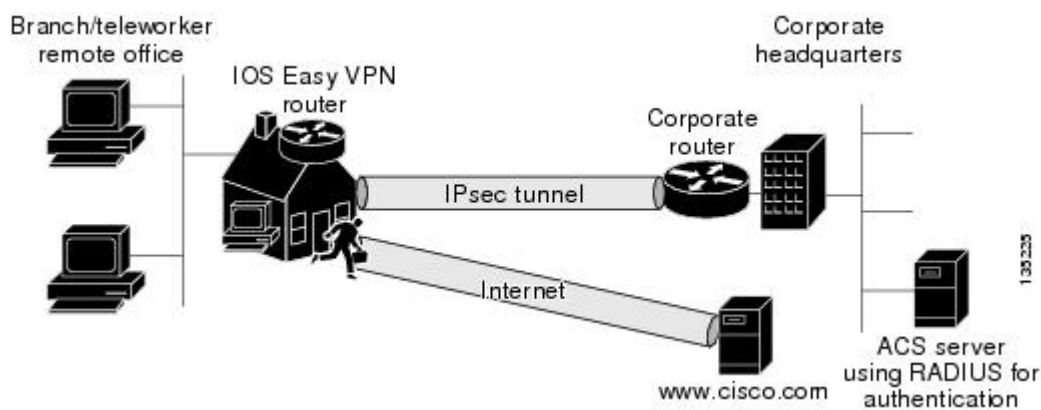 Branch/teleworker
remote office
IOS Easy VPN
router
Corporate
headquarters
Corporate
router
IPsec tunnel
Internet
www.cisco.com
ACS server
using RADIUS for
authentication
135225